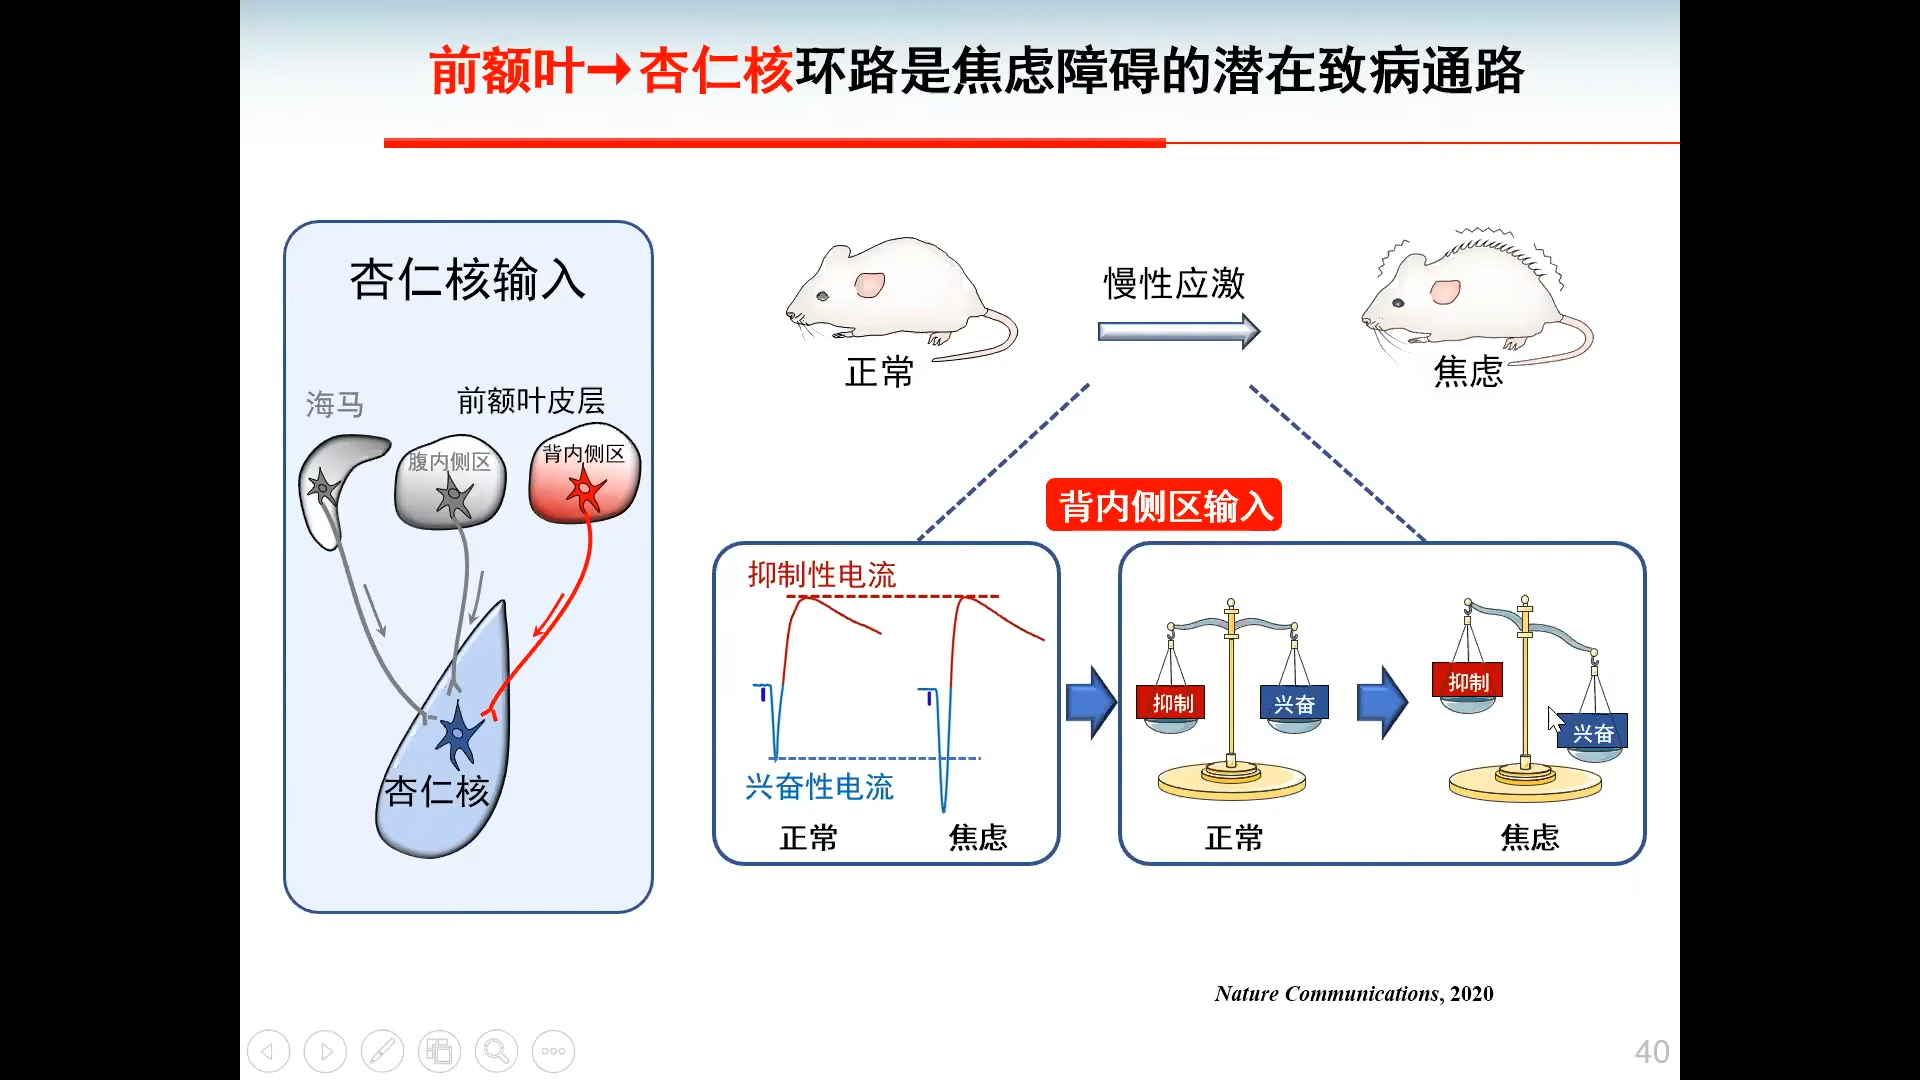 前额叶→杏仁核环路是焦虑障碍的潜在致病通路
杏仁核输入
海马
前额叶皮层
腹内侧区
背内侧区
杏仁核
正常
慢性应激
焦虑
背内侧区输入
抑制性电流
兴奋性电流
正常
焦虑
抑制
兴奋
抑制
兴奋
正常
焦虑
Nature Communications, 2020
40